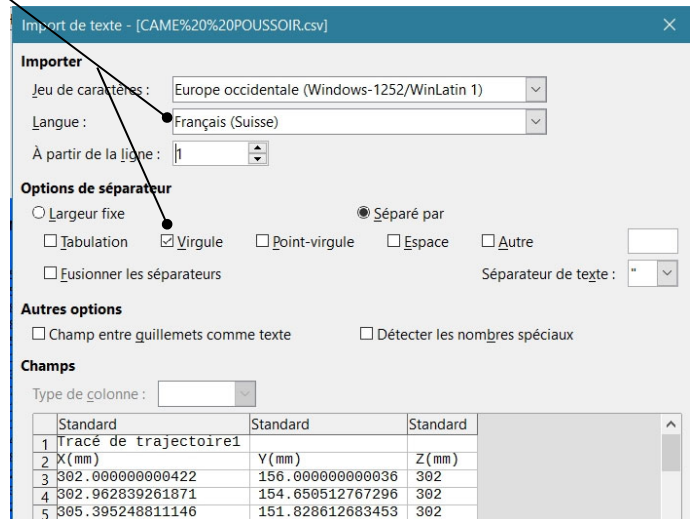 Import de texte - [CAME%20%20POUSSOIR.csv]
Importer
Jeu de caractères : Europe occidentale (Windows-1252/WinLatin 1)
Langue : Français (Suisse)
À partir de la ligne : 1
Options de séparateur
Largeur fixe Séparé par
Tabulation Virgule Point-virgule Espace Autre
Fusionner les séparateurs Séparateur de texte : "
Autres options
Champ entre guillemets comme texte Détecter les nombres spéciaux
Champs
Type de colonne :
Standard Standard Standard
1 Tracé de trajectoire1
2 X(mm) Y(mm) Z(mm)
3 302.000000000422 156.000000000036 302
4 302.962839261871 154.650512767296 302
5 305.395248811146 151.828612683453 302